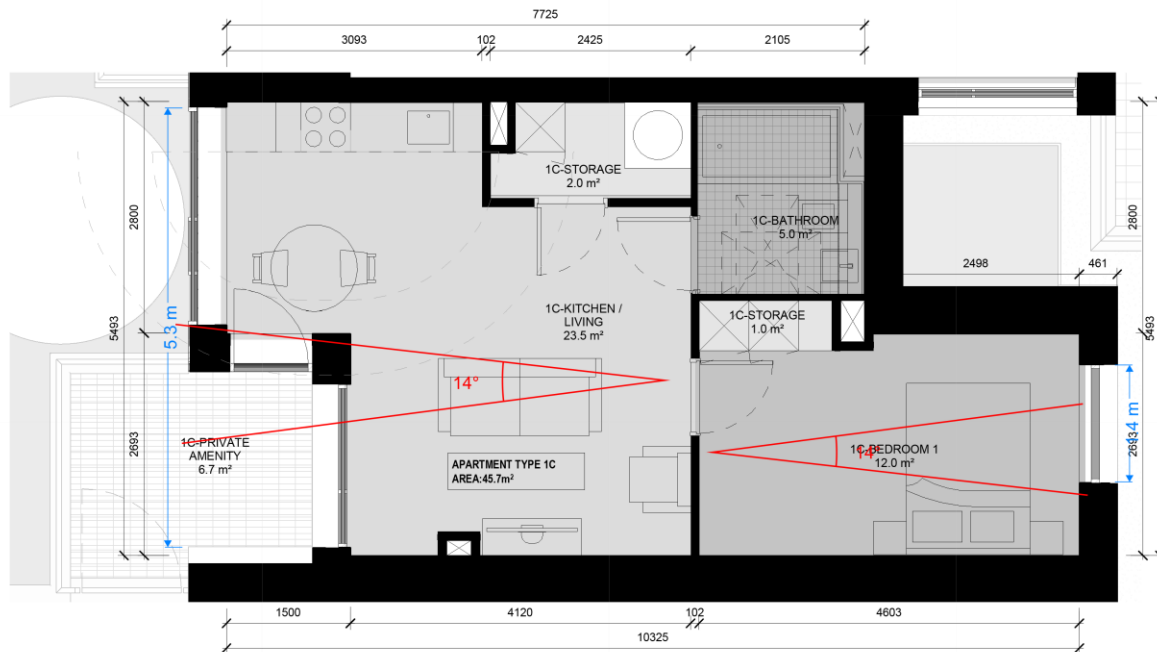 7725
3093
102
2425
2105
1C-STORAGE
2.0 m²
1C-BATHROOM
5.0 m²
2800
5.3 m
5493
2800
2498
461
5493
1C-KITCHEN /
LIVING
23.5 m²
1C-STORAGE
1.0 m²
14°
1C-PRIVATE
AMENITY
6.7 m²
2693
APARTMENT TYPE 1C
AREA:45.7m²
1C-BEDROOM 1
12.0 m²
14°
2693
1500
4120
102
4603
10325